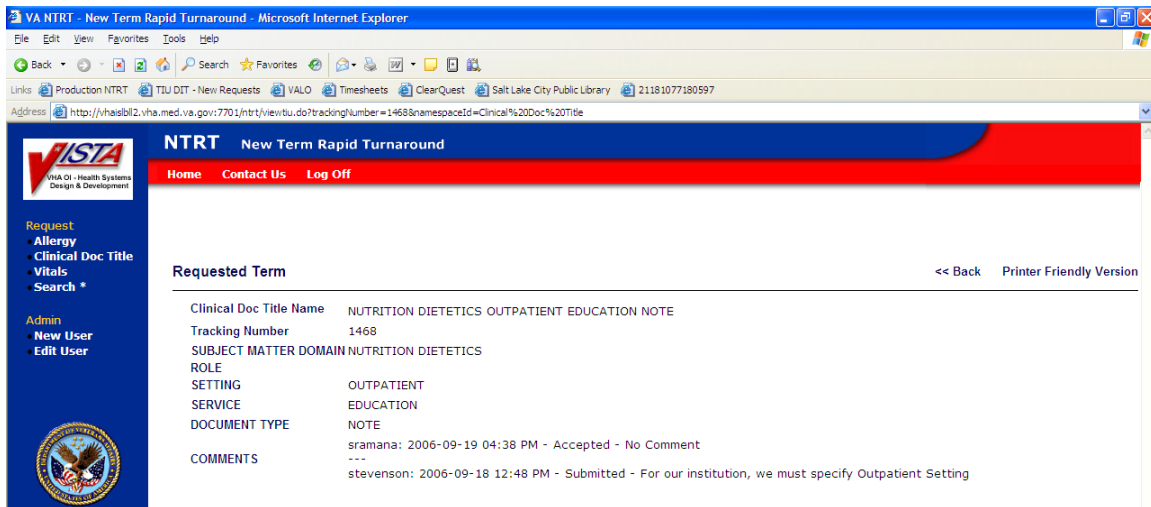 VA NTRT - New Term Rapid Turnaround - Microsoft Internet Explorer
File Edit View Favorites Tools Help
Back Search Favorites
Links Production NTRT TIU DIT - New Requests VALO Timesheets ClearQuest Salt Lake City Public Library 21181077180597
Address http://vhaislbll2.vha.med.va.gov:7701/ntrt/viewtiu.do?trackingNumber=1468&namespaceId=Clinical%20Doc%20Title
VISTA
VHA OI - Health Systems
Design & Development
NTRT New Term Rapid Turnaround
Home Contact Us Log Off
Request
Allergy
Clinical Doc Title
Vitals
Search *
Admin
New User
Edit User
Requested Term << Back Printer Friendly Version
Clinical Doc Title Name NUTRITION DIETETICS OUTPATIENT EDUCATION NOTE
Tracking Number 1468
SUBJECT MATTER DOMAIN NUTRITION DIETETICS
ROLE
SETTING OUTPATIENT
SERVICE EDUCATION
DOCUMENT TYPE NOTE
COMMENTS sramana: 2006-09-19 04:38 PM - Accepted - No Comment
---
stevenson: 2006-09-18 12:48 PM - Submitted - For our institution, we must specify Outpatient Setting